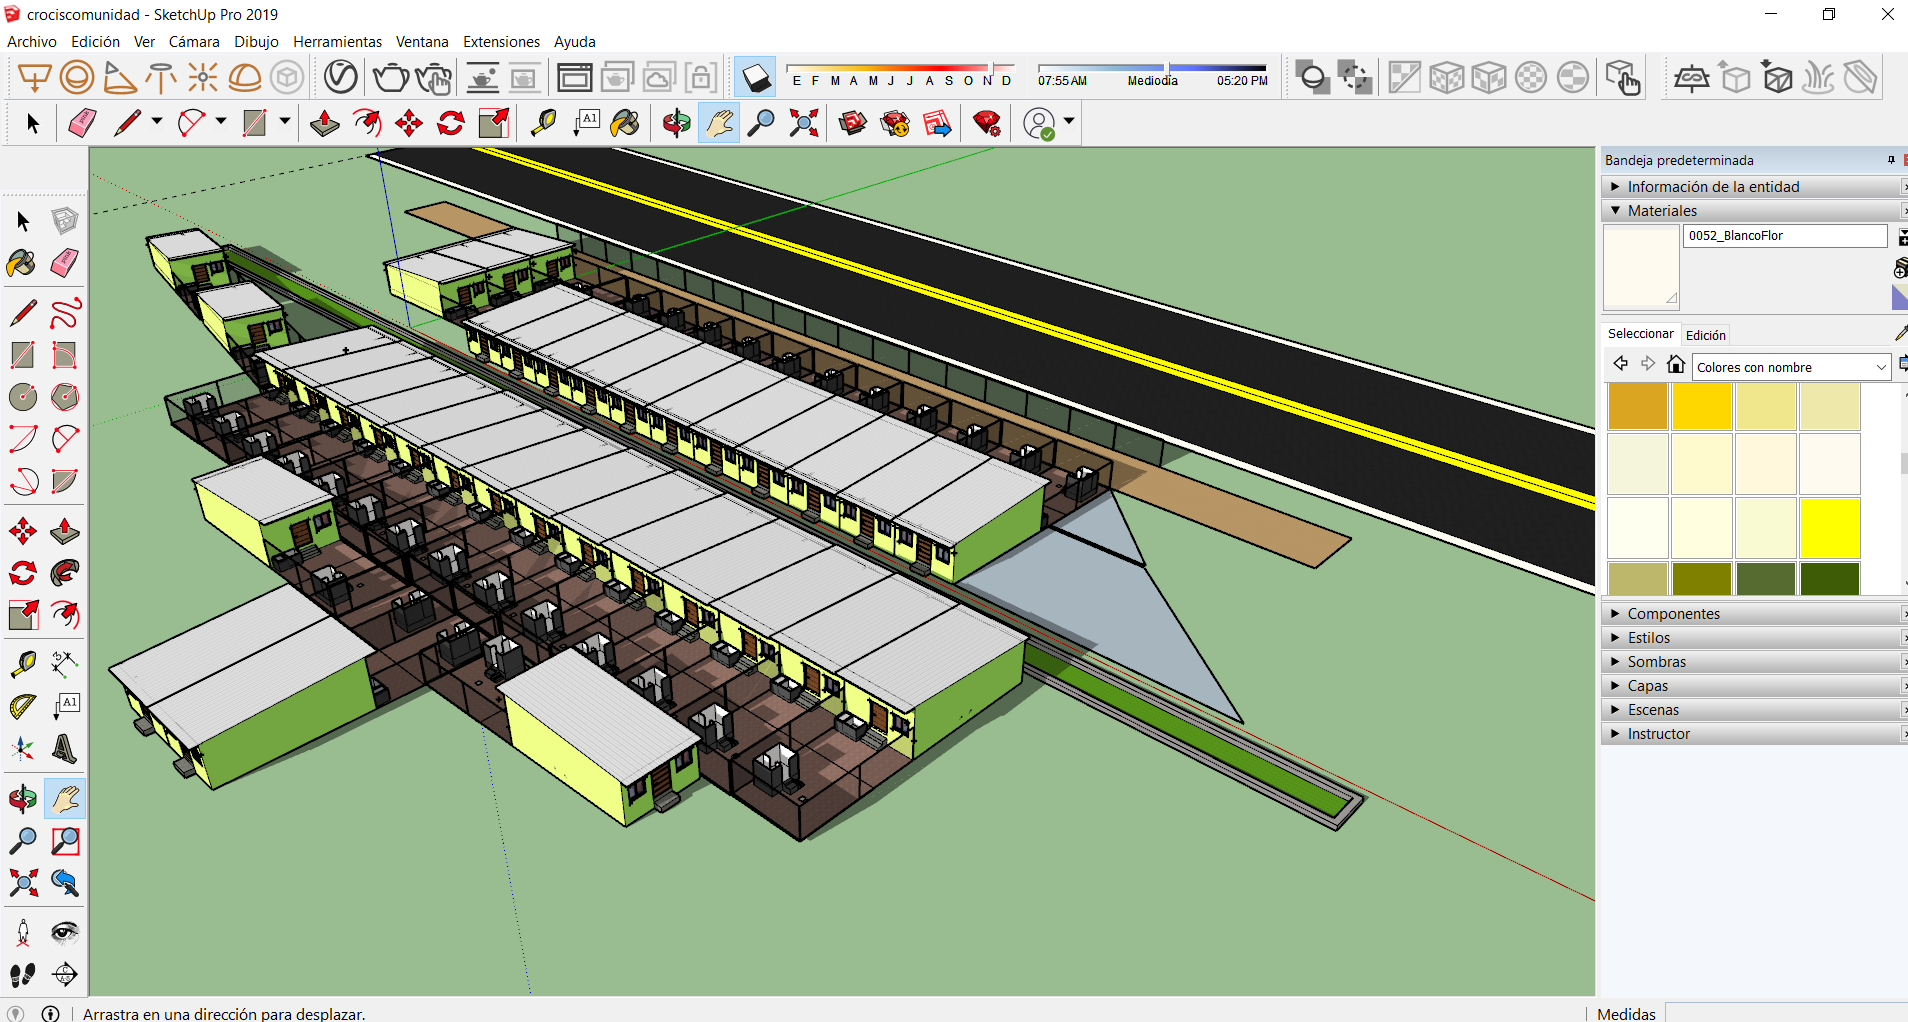 crociscomunidad - SketchUp Pro 2019
Archivo Edición Ver Cámara Dibujo Herramientas Ventana Extensiones Ayuda
E F M A M J J A S O N D
07:55 AM Mediodía 05:20 PM
A1
Bandeja predeterminada
Información de la entidad
Materiales
0052_BlancoFlor
Seleccionar Edición
Colores con nombre
Componentes
Estilos
Sombras
Capas
Escenas
Instructor
A1
Arrastra en una dirección para desplazar.
Medidas